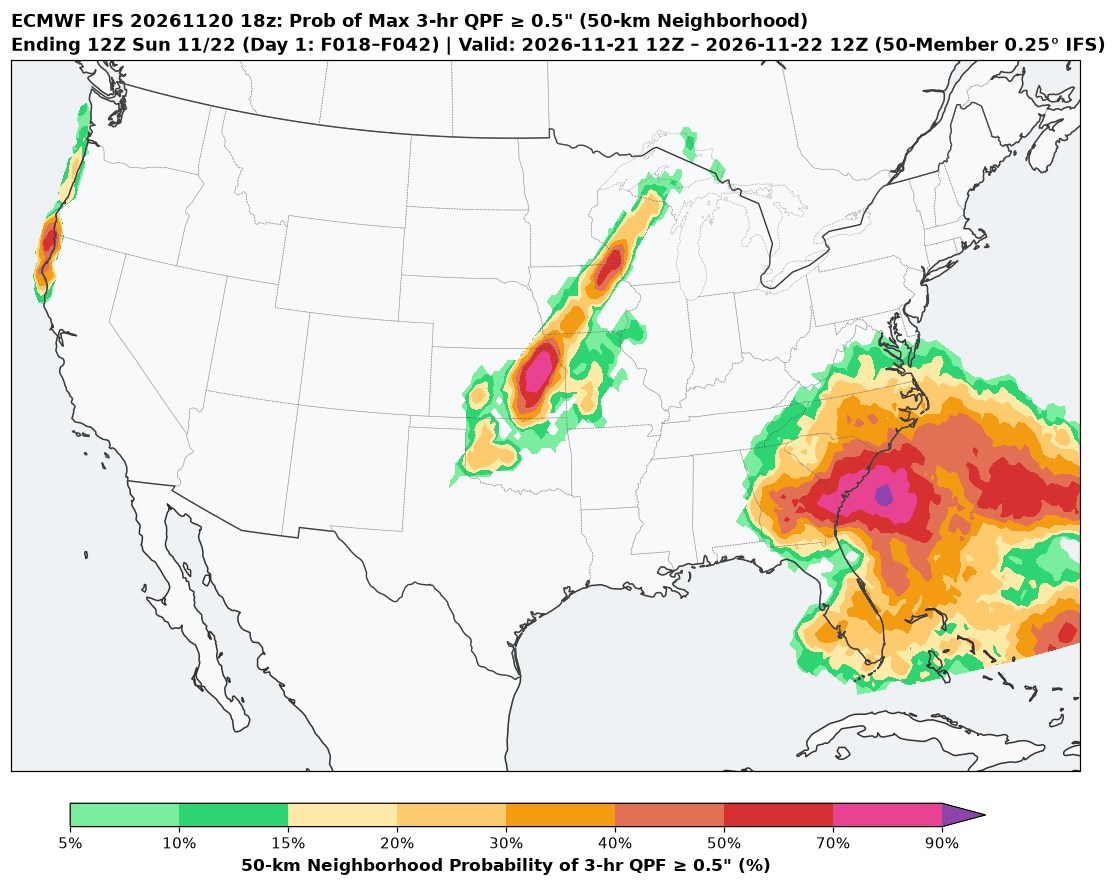 ECMWF IFS 20261120 18z: Prob of Max 3-hr QPF ≥ 0.5" (50-km Neighborhood)
Ending 12Z Sun 11/22 (Day 1: F018–F042) | Valid: 2026-11-21 12Z – 2026-11-22 12Z (50-Member 0.25° IFS)
5% 10% 15% 20% 30% 40% 50% 70% 90%
50-km Neighborhood Probability of 3-hr QPF ≥ 0.5" (%)